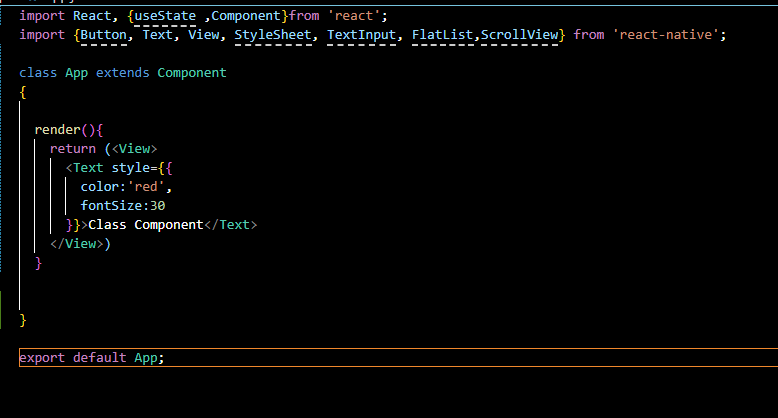 import React, {useState ,Component}from 'react';
import {Button, Text, View, StyleSheet, TextInput, FlatList,ScrollView} from 'react-native';
class App extends Component
{
render(){
return (<View>
<Text style={{
color:'red',
fontSize:30
}}>Class Component</Text>
</View>)
}
}
export default App;